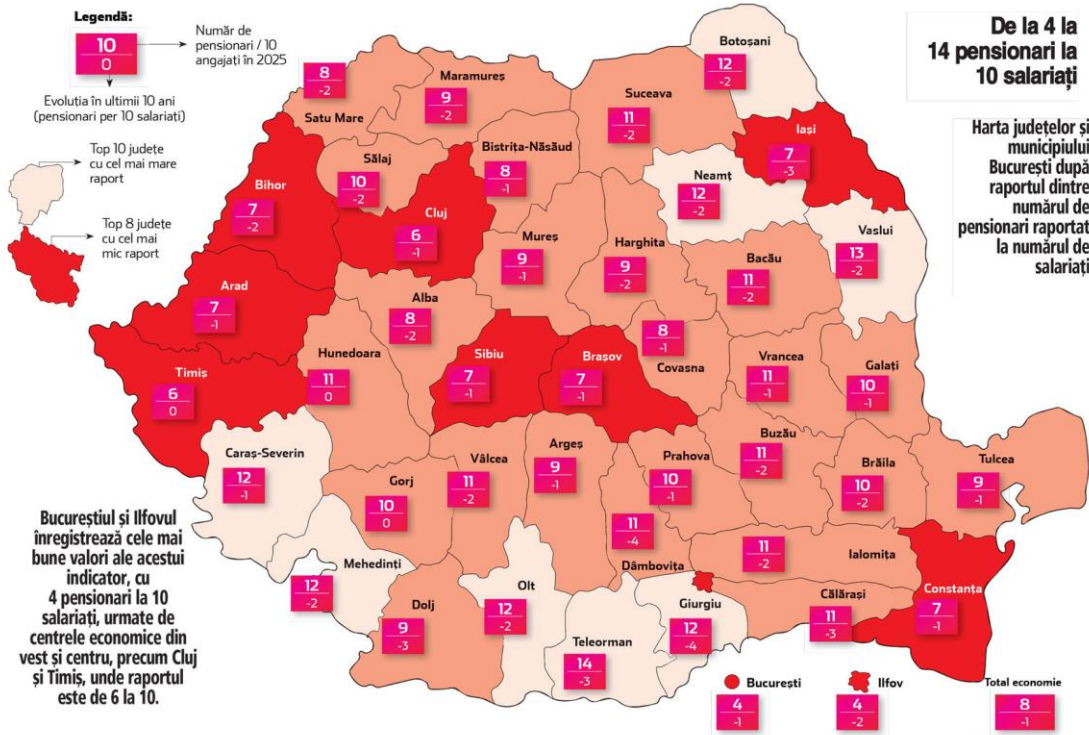 Legendă:
10
0
Număr de
pensionari / 10
angajați în 2025
Evoluția în ultimii 10 ani
(pensionari per 10 salariați)
Top 10 județe
cu cel mai mare
raport
Top 8 județe
cu cel mai
mic raport
De la 4 la
14 pensionari la
10 salariați
Harta județelor și
municipiului
București după
raportul dintre
numărul de
pensionari raportat
la numărul de
salariați
Botoșani
12
-2
8
-2
Satu Mare
Maramureș
9
-2
Suceava
11
-2
Iași
7
-3
Sălaj
10
-2
Bistrița-Năsăud
8
-1
Neamț
12
-2
Bihor
7
-2
Cluj
6
-1
Mureș
9
-1
Harghita
9
-2
Bacău
11
-2
Vaslui
13
-2
Arad
7
-1
Alba
8
-2
Timiș
6
0
Hunedoara
11
0
Sibiu
7
-1
Brașov
7
-1
8
-1
Covasna
Vrancea
11
-1
Galați
10
-1
Caraș-Severin
12
-1
Gorj
10
0
Vâlcea
11
-2
Argeș
9
-1
Prahova
10
-1
Buzău
11
-2
Brăila
10
-2
Tulcea
9
-1
11
-4
Dâmbovița
11
-2
Ialomița
Mehedinți
12
-2
Dolj
9
-3
Olt
12
-2
Teleorman
14
-3
Giurgiu
12
-4
Călărași
11
-3
Constanța
7
-1
Bucureștiul și Ilfovul
înregistrează cele mai
bune valori ale acestui
indicator, cu
4 pensionari la 10
salariați, urmate de
centrele economice din
vest și centru, precum Cluj
și Timiș, unde raportul
este de 6 la 10.
București
4
-1
Ilfov
4
-2
Total economie
8
-1